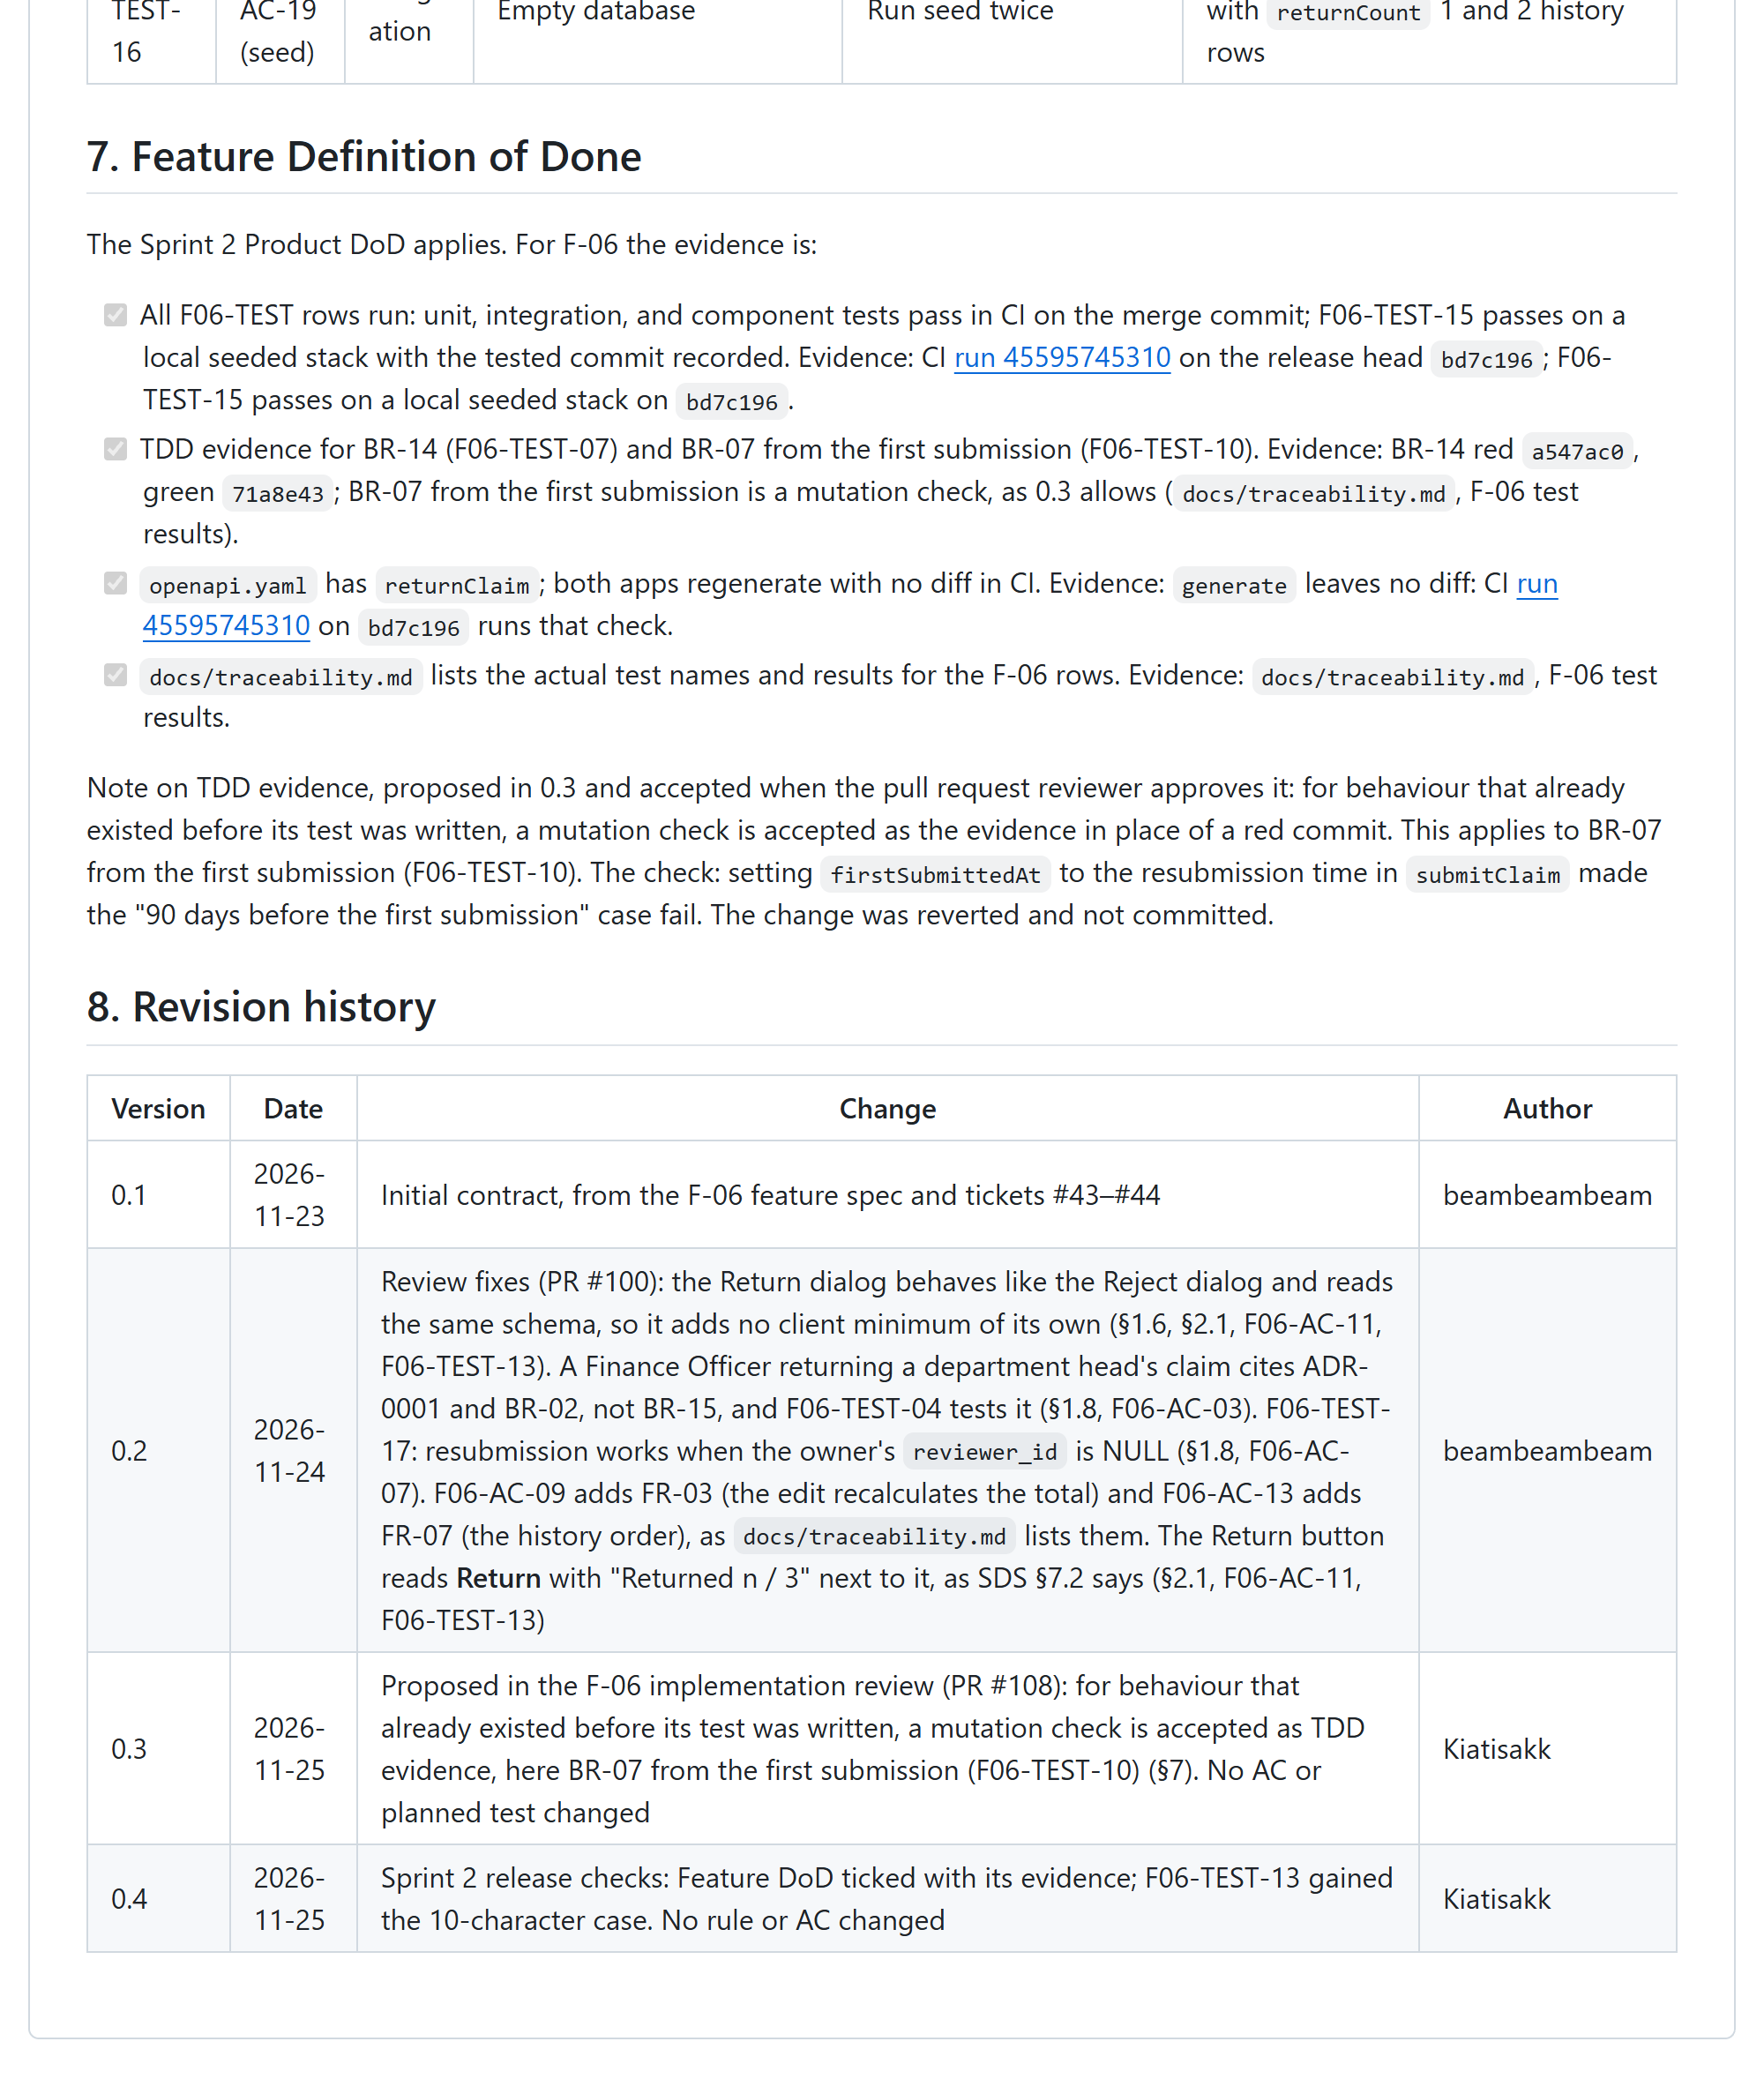 TEST-
16
AC-19
(seed)
ation
Empty database
Run seed twice
with returnCount 1 and 2 history
rows
7. Feature Definition of Done
The Sprint 2 Product DoD applies. For F-06 the evidence is:
All F06-TEST rows run: unit, integration, and component tests pass in CI on the merge commit; F06-TEST-15 passes on a
local seeded stack with the tested commit recorded. Evidence: CI run 45595745310 on the release head bd7c196; F06-
TEST-15 passes on a local seeded stack on bd7c196.
TDD evidence for BR-14 (F06-TEST-07) and BR-07 from the first submission (F06-TEST-10). Evidence: BR-14 red a547ac0,
green 71a8e43; BR-07 from the first submission is a mutation check, as 0.3 allows (docs/traceability.md, F-06 test
results).
openapi.yaml has returnClaim; both apps regenerate with no diff in CI. Evidence: generate leaves no diff: CI run
45595745310 on bd7c196 runs that check.
docs/traceability.md lists the actual test names and results for the F-06 rows. Evidence: docs/traceability.md, F-06 test
results.
Note on TDD evidence, proposed in 0.3 and accepted when the pull request reviewer approves it: for behaviour that already
existed before its test was written, a mutation check is accepted as the evidence in place of a red commit. This applies to BR-07
from the first submission (F06-TEST-10). The check: setting firstSubmittedAt to the resubmission time in submitClaim made
the "90 days before the first submission" case fail. The change was reverted and not committed.
8. Revision history
Version
Date
Change
Author
0.1
2026-
11-23
Initial contract, from the F-06 feature spec and tickets #43–#44
beambeambeam
0.2
2026-
11-24
Review fixes (PR #100): the Return dialog behaves like the Reject dialog and reads
the same schema, so it adds no client minimum of its own (§1.6, §2.1, F06-AC-11,
F06-TEST-13). A Finance Officer returning a department head's claim cites ADR-
0001 and BR-02, not BR-15, and F06-TEST-04 tests it (§1.8, F06-AC-03). F06-TEST-
17: resubmission works when the owner's reviewer_id is NULL (§1.8, F06-AC-
07). F06-AC-09 adds FR-03 (the edit recalculates the total) and F06-AC-13 adds
FR-07 (the history order), as docs/traceability.md lists them. The Return button
reads Return with "Returned n / 3" next to it, as SDS §7.2 says (§2.1, F06-AC-11,
F06-TEST-13)
beambeambeam
0.3
2026-
11-25
Proposed in the F-06 implementation review (PR #108): for behaviour that
already existed before its test was written, a mutation check is accepted as TDD
evidence, here BR-07 from the first submission (F06-TEST-10) (§7). No AC or
planned test changed
Kiatisakk
0.4
2026-
11-25
Sprint 2 release checks: Feature DoD ticked with its evidence; F06-TEST-13 gained
the 10-character case. No rule or AC changed
Kiatisakk